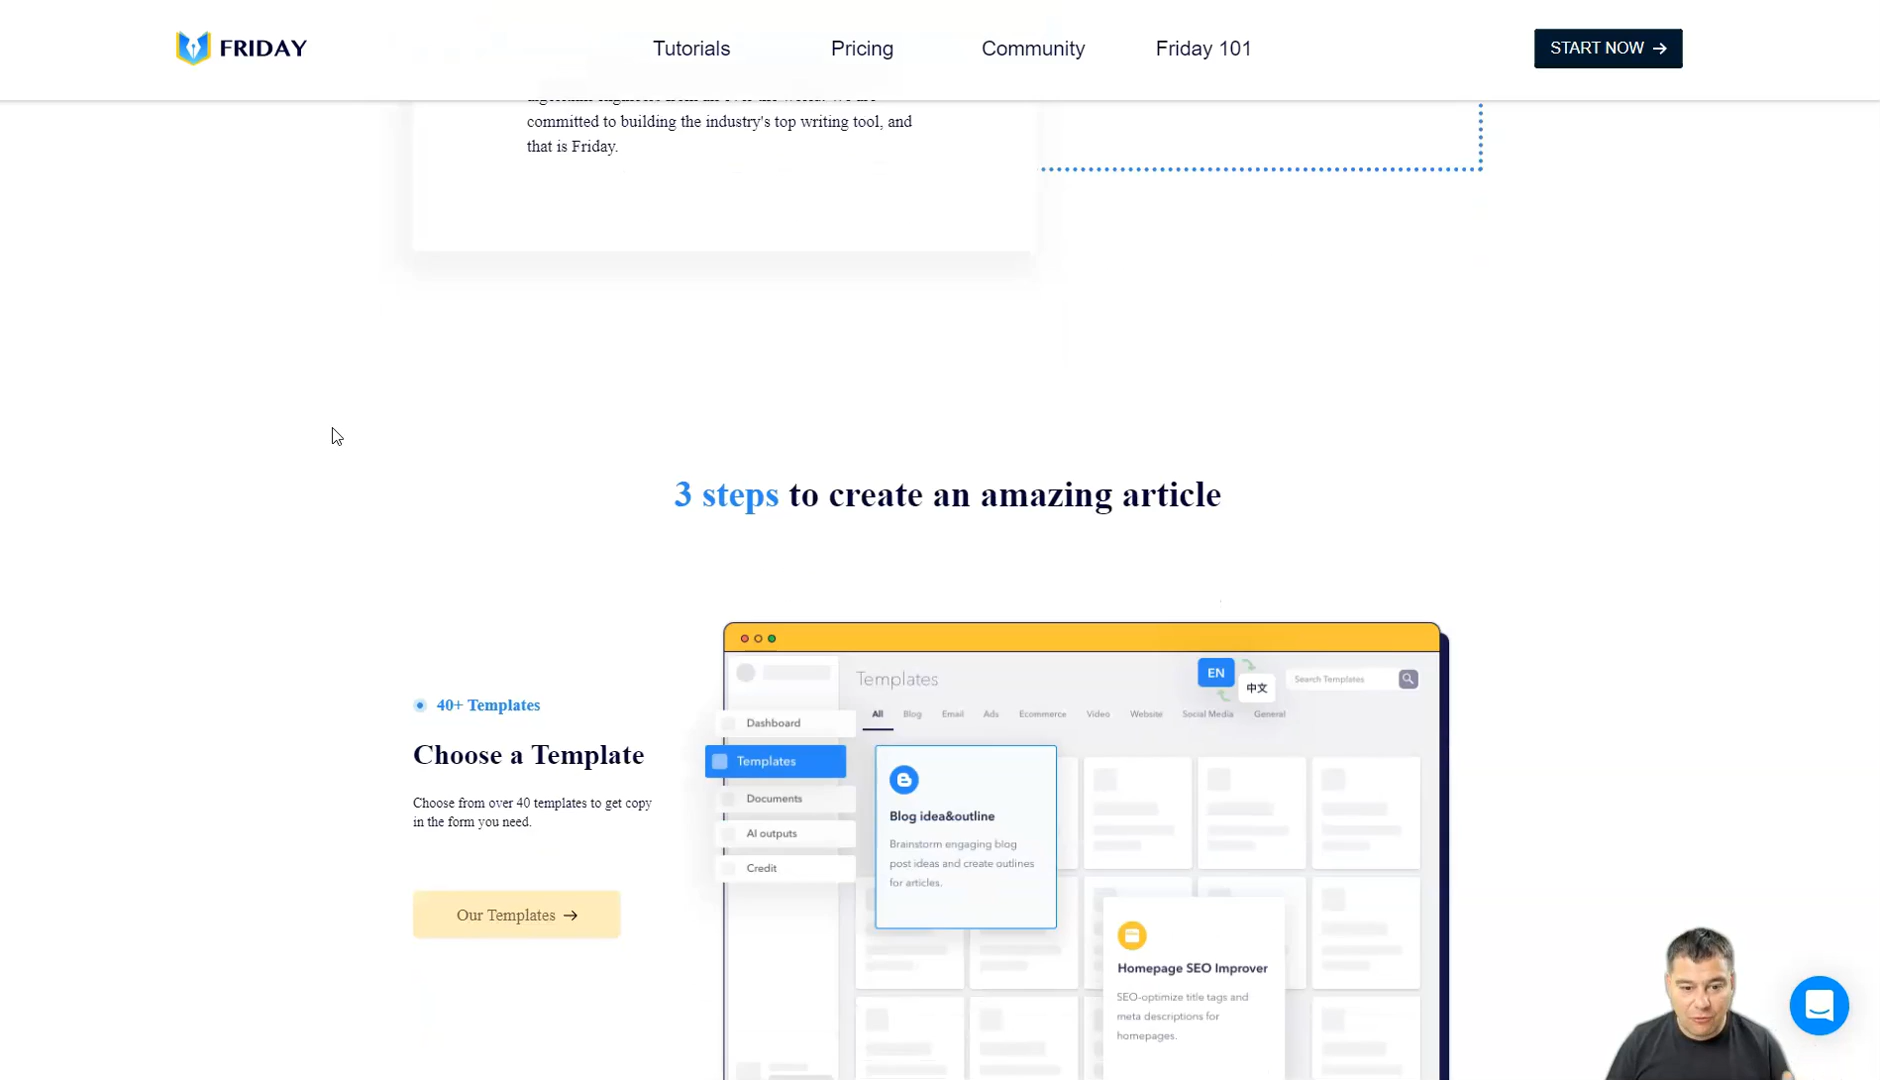 FRIDAY
Tutorials
Pricing
Community
Friday 101
START NOW
committed to building the industry's top writing tool, and
that is Friday.
3 steps to create an amazing article
40+ Templates
Choose a Template
Choose from over 40 templates to get copy
in the form you need.
Our Templates
Templates
EN
中文
Search Templates
All
Blog
Email
Ads
Ecommerce
Video
Website
Social Media
General
Dashboard
Templates
Documents
AI outputs
Credit
Blog idea&outline
Brainstorm engaging blog
post ideas and create outlines
for articles.
Homepage SEO Improver
SEO-optimize title tags and
meta descriptions for
homepages.